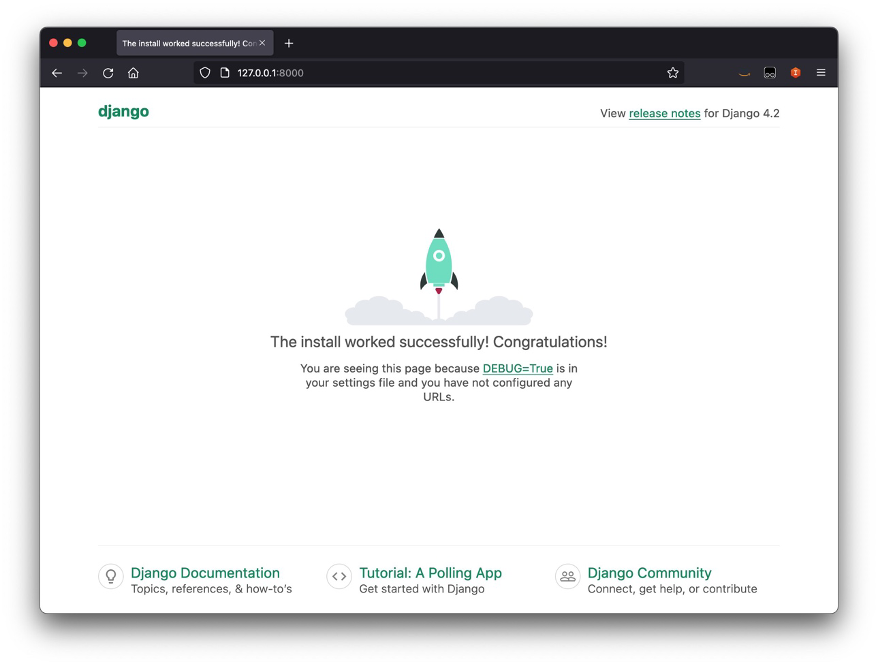 The install worked successfully! Con
127.0.0.1:8000
django
View release notes for Django 4.2
The install worked successfully! Congratulations!
You are seeing this page because DEBUG=True is in
your settings file and you have not configured any
URLs.
Django Documentation
Topics, references, & how-to's
Tutorial: A Polling App
Get started with Django
Django Community
Connect, get help, or contribute